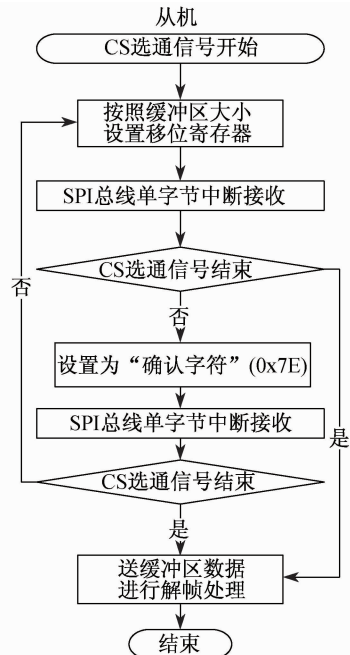 从机
CS选通信号开始
按照缓冲区大小
设置移位寄存器
SPI总线单字节中断接收
CS选通信号结束
否
否
设置为“确认字符”(0x7E)
SPI总线单字节中断接收
是
CS选通信号结束
是
送缓冲区数据
进行解帧处理
结束